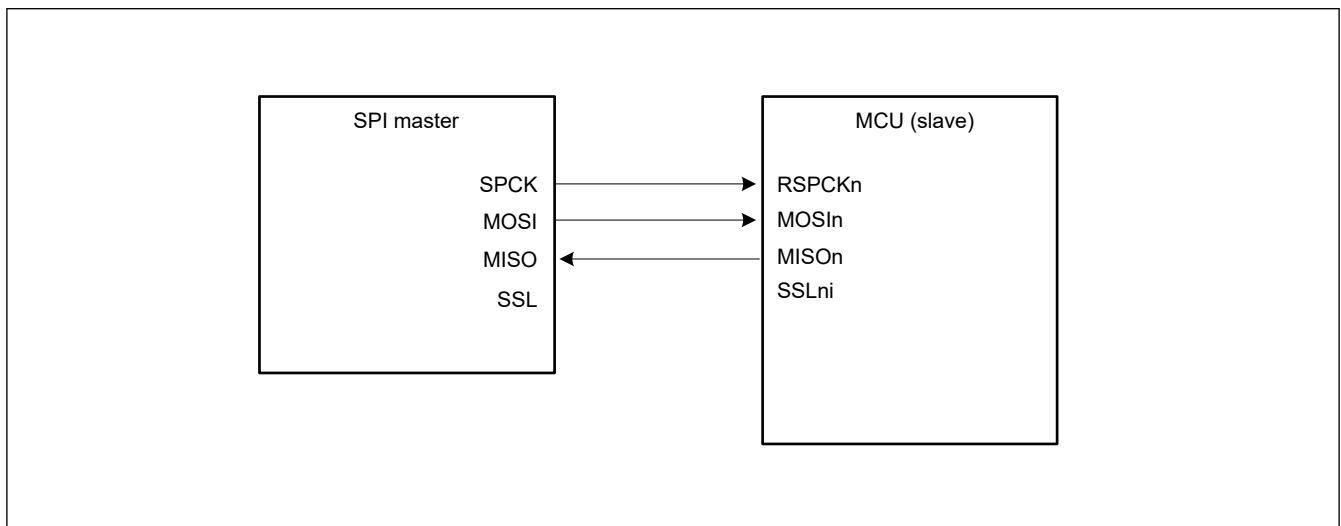 SPI master
SPCK
MOSI
MISO
SSL
MCU (slave)
RSPCKn
MOSIn
MISOn
SSLni